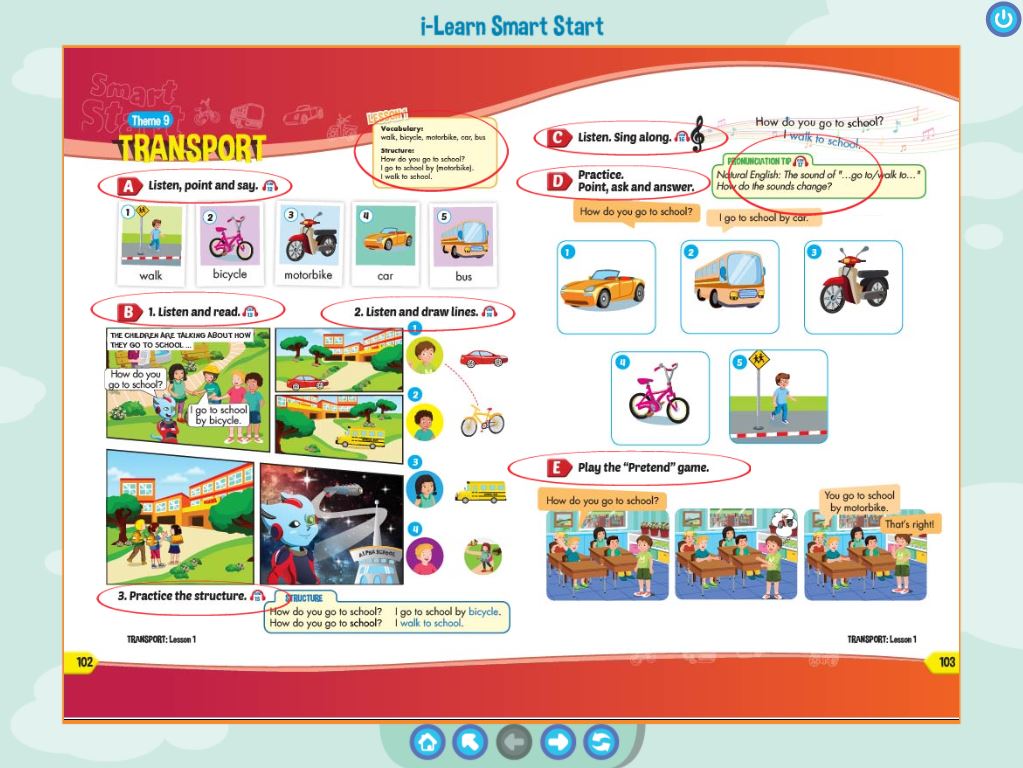 i-Learn Smart Start
Smart
Start
Theme 9
TRANSPORT
LESSON 1
Vocabulary:
walk, bicycle, motorbike, car, bus
Structure:
How do you go to school?
I go to school by (motorbike).
I walk to school.
A Listen, point and say.
1
walk
2
bicycle
3
motorbike
4
car
5
bus
B 1. Listen and read.
THE CHILDREN ARE TALKING ABOUT HOW
THEY GO TO SCHOOL ...
How do you
go to school?
I go to school
by bicycle.
ALPHA SCHOOL
2. Listen and draw lines.
1
2
3
4
3. Practice the structure.
STRUCTURE
How do you go to school? I go to school by bicycle.
How do you go to school? I walk to school.
TRANSPORT: Lesson 1
102
C Listen. Sing along.
How do you go to school?
I walk to school.
D Practice.
Point, ask and answer.
PRONUNCIATION TIP
Natural English: The sound of "...go to/walk to..."
How do the sounds change?
How do you go to school?
I go to school by car.
1
2
3
4
5
E Play the "Pretend" game.
How do you go to school?
You go to school
by motorbike.
That's right!
TRANSPORT: Lesson 1
103